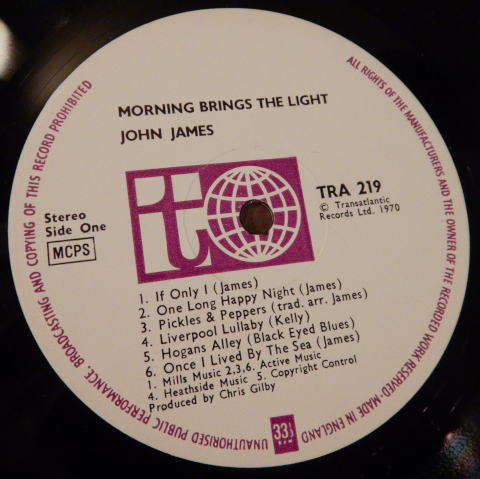 MORNING BRINGS THE LIGHT
JOHN JAMES
TRA 219
© Transatlantic
Records Ltd. 1970
Stereo
Side One
MCPS
it
1. If Only I (James)
2. One Long Happy Night (James)
3. Pickles & Peppers (trad. arr. James)
4. Liverpool Lullaby (Kelly)
5. Hogans Alley (Black Eyed Blues)
6. Once I Lived By The Sea (James)
1. Mills Music 2,3,6. Active Music
4. Heathside Music 5. Copyright Control
Produced by Chris Gilby
33⅓
ALL RIGHTS OF THE MANUFACTURERS AND THE OWNER OF THE RECORDED WORK RESERVED-MADE IN ENGLAND
UNAUTHORISED PUBLIC PERFORMANCE, BROADCASTING AND COPYING OF THIS RECORD PROHIBITED